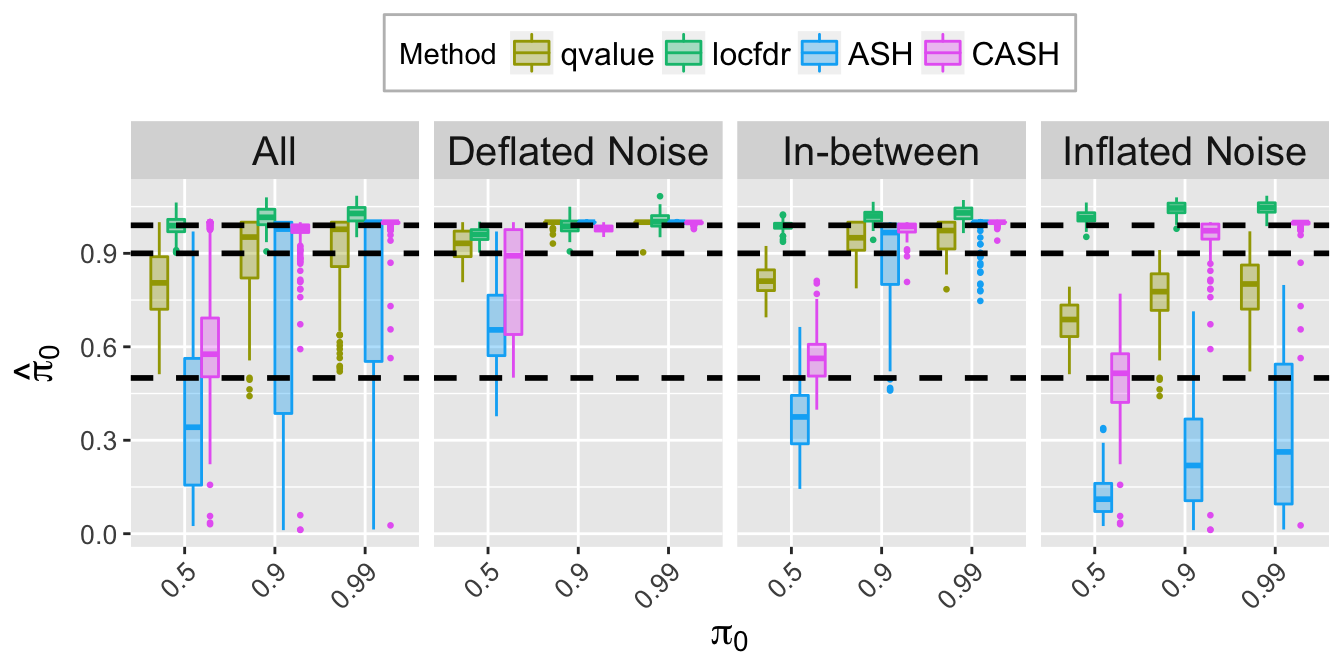 Method qvalue locfdr ASH CASH
All Deflated Noise In-between Inflated Noise
0.9
0.6
0.3
0.0
π̂0
0.5 0.9 0.99 0.5 0.9 0.99 0.5 0.9 0.99 0.5 0.9 0.99
π0